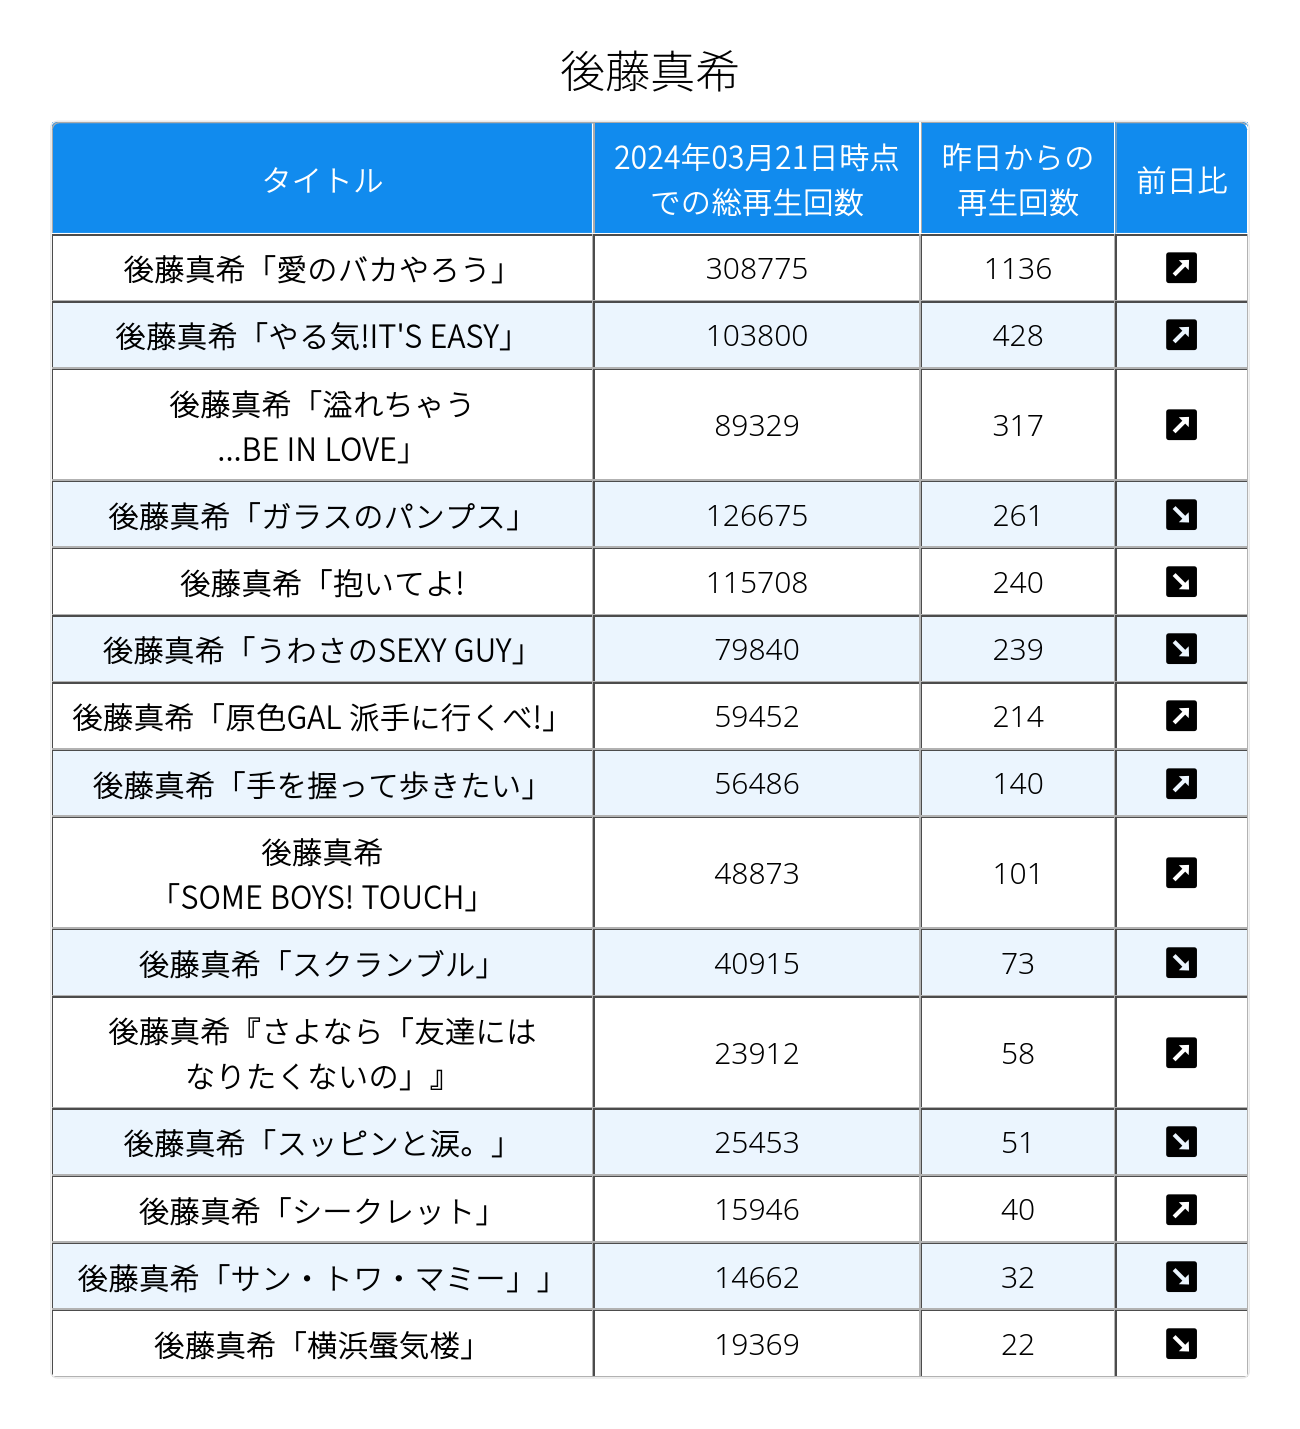 後藤真希
タイトル
2024年03月21日時点
での総再生回数
昨日からの
再生回数
前日比
後藤真希「愛のバカやろう」
308775
1136
後藤真希「やる気!IT'S EASY」
103800
428
後藤真希「溢れちゃう
...BE IN LOVE」
89329
317
後藤真希「ガラスのパンプス」
126675
261
後藤真希「抱いてよ!
115708
240
後藤真希「うわさのSEXY GUY」
79840
239
後藤真希「原色GAL 派手に行くべ!」
59452
214
後藤真希「手を握って歩きたい」
56486
140
後藤真希
「SOME BOYS! TOUCH」
48873
101
後藤真希「スクランブル」
40915
73
後藤真希『さよなら「友達には
なりたくないの」』
23912
58
後藤真希「スッピンと涙。」
25453
51
後藤真希「シークレット」
15946
40
後藤真希「サン・トワ・マミー」」
14662
32
後藤真希「横浜蜃気楼」
19369
22